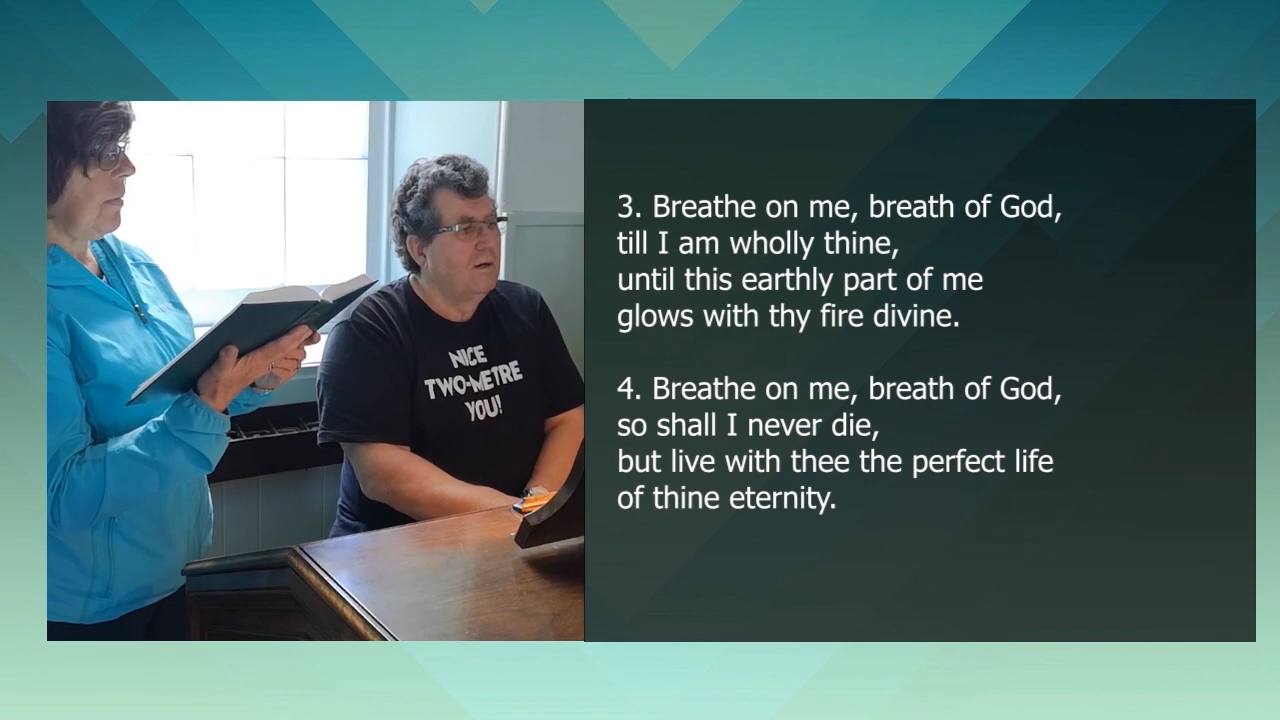 NICE
TWO-METRE
YOU!
3. Breathe on me, breath of God,
till I am wholly thine,
until this earthly part of me
glows with thy fire divine.
4. Breathe on me, breath of God,
so shall I never die,
but live with thee the perfect life
of thine eternity.